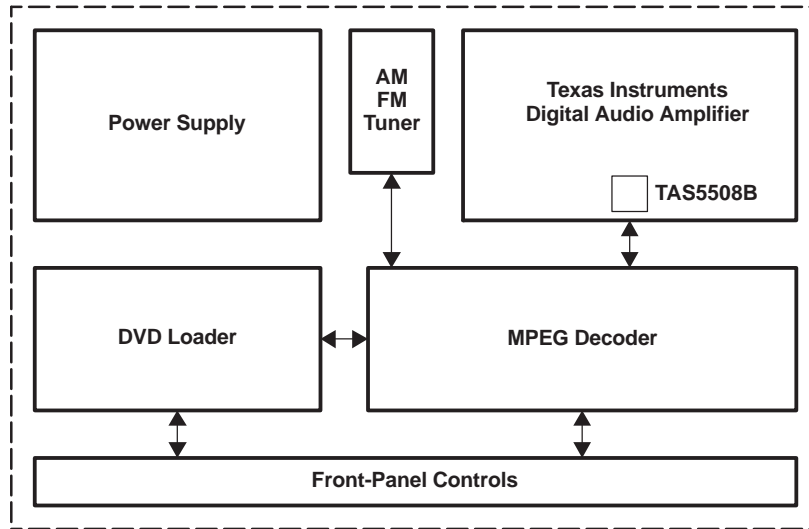 Power Supply
AM
FM
Tuner
Texas Instruments
Digital Audio Amplifier
TAS5508B
DVD Loader
MPEG Decoder
Front-Panel Controls